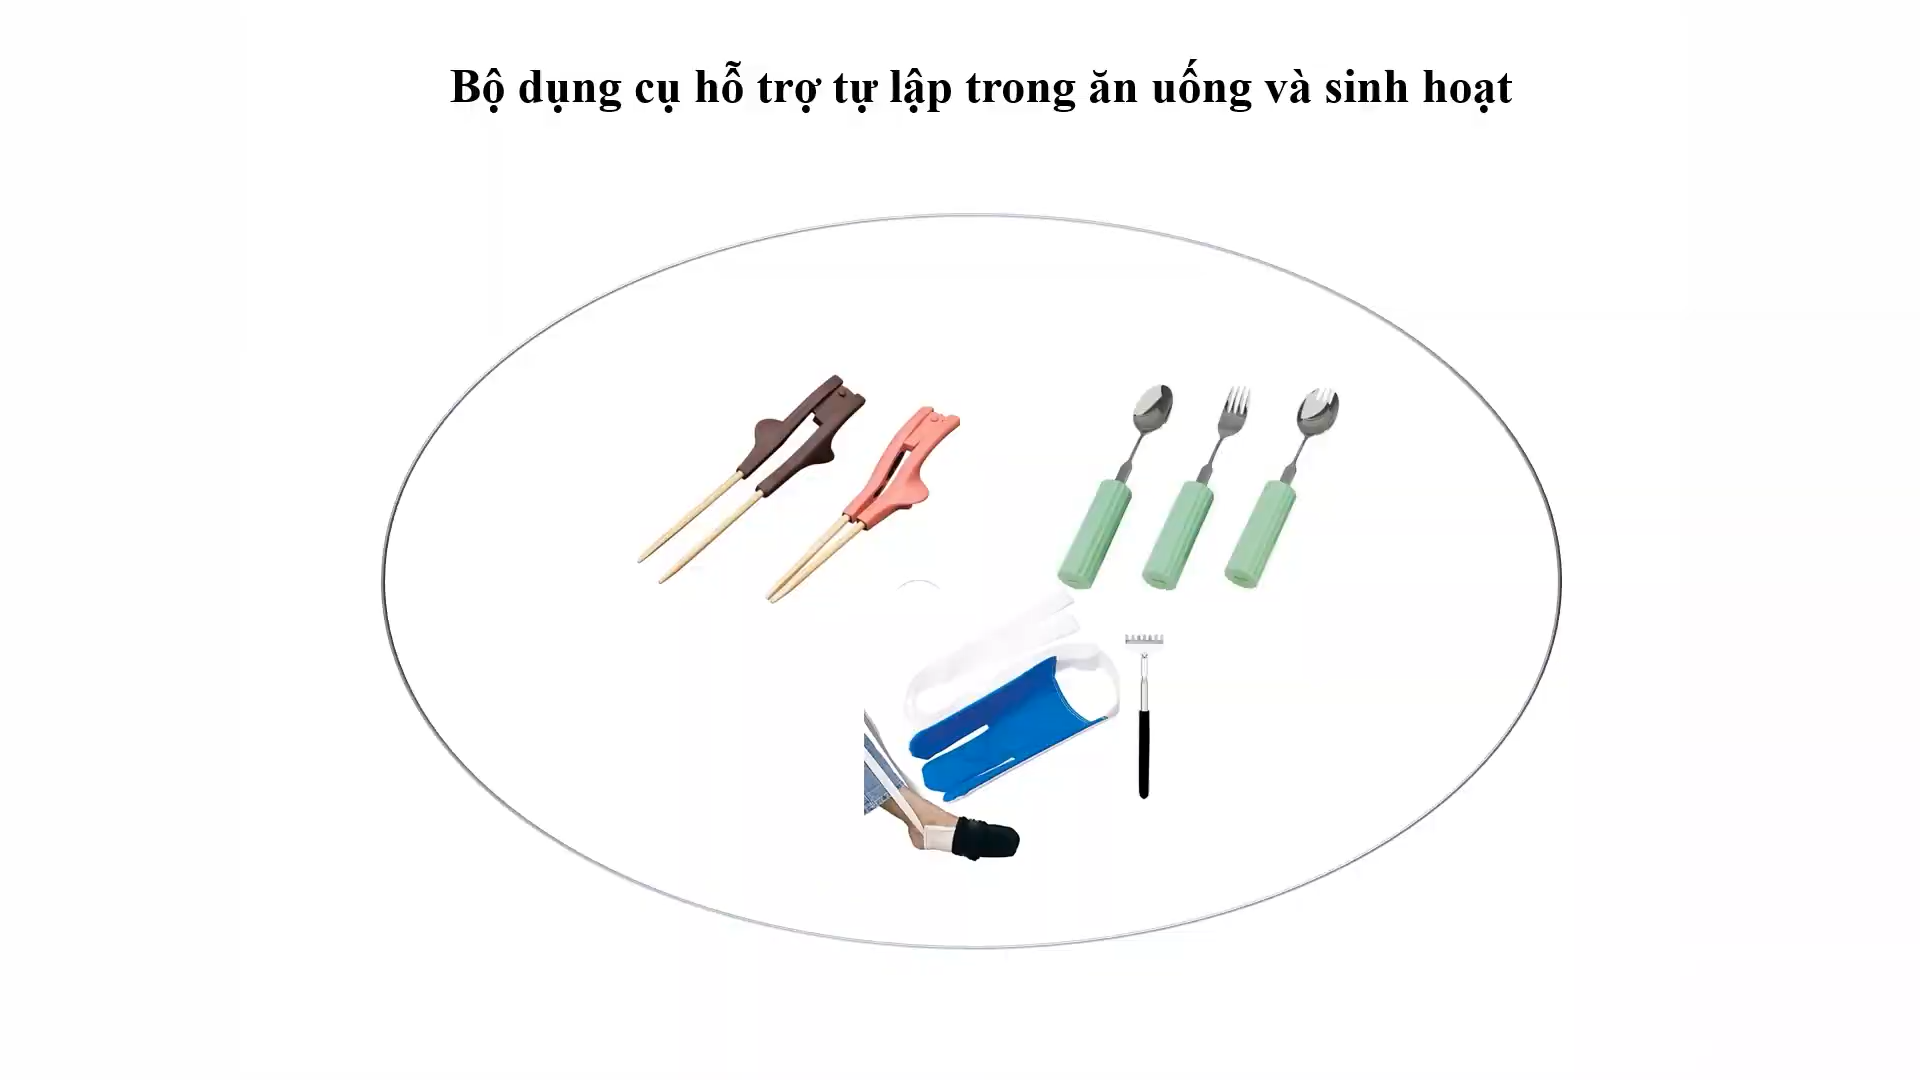 Bộ dụng cụ hỗ trợ tự lập trong ăn uống và sinh hoạt